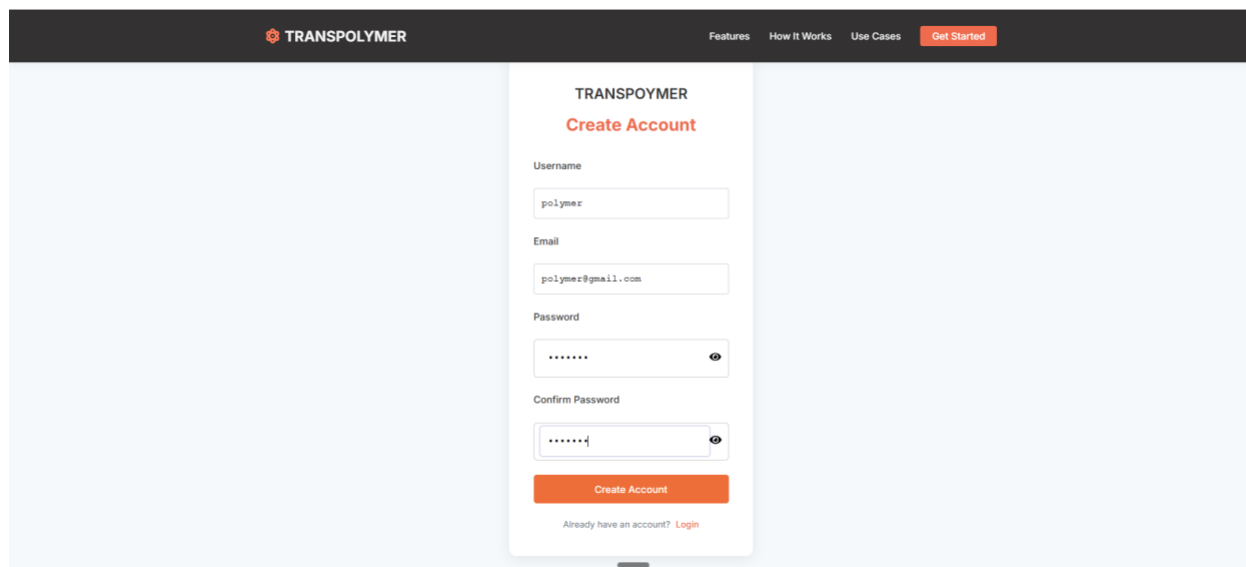 TRANSPOLYMER Features How It Works Use Cases Get Started
TRANSPOYMER
Create Account
Username
polymer
Email
polymer@gmail.com
Password
•••••••
Confirm Password
•••••••
Create Account
Already have an account? Login